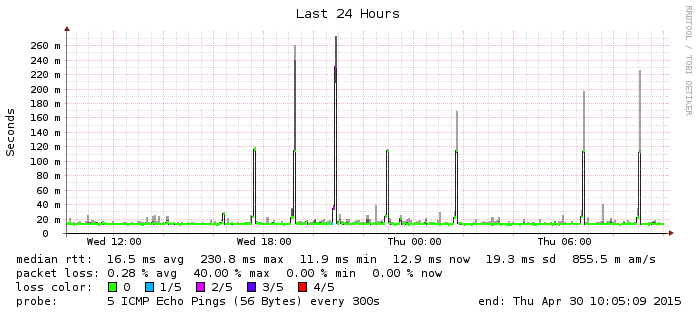 Last 24 Hours
RRDTOOL / TOBI OETIKER
Seconds
260 m
240 m
220 m
200 m
180 m
160 m
140 m
120 m
100 m
80 m
60 m
40 m
20 m
0
Wed 12:00 Wed 18:00 Thu 00:00 Thu 06:00
median rtt: 16.5 ms avg 230.8 ms max 11.9 ms min 12.9 ms now 19.3 ms sd 855.5 m am/s
packet loss: 0.28 % avg 40.00 % max 0.00 % min 0.00 % now
loss color: 0 1/5 2/5 3/5 4/5
probe: 5 ICMP Echo Pings (56 Bytes) every 300s end: Thu Apr 30 10:05:09 2015